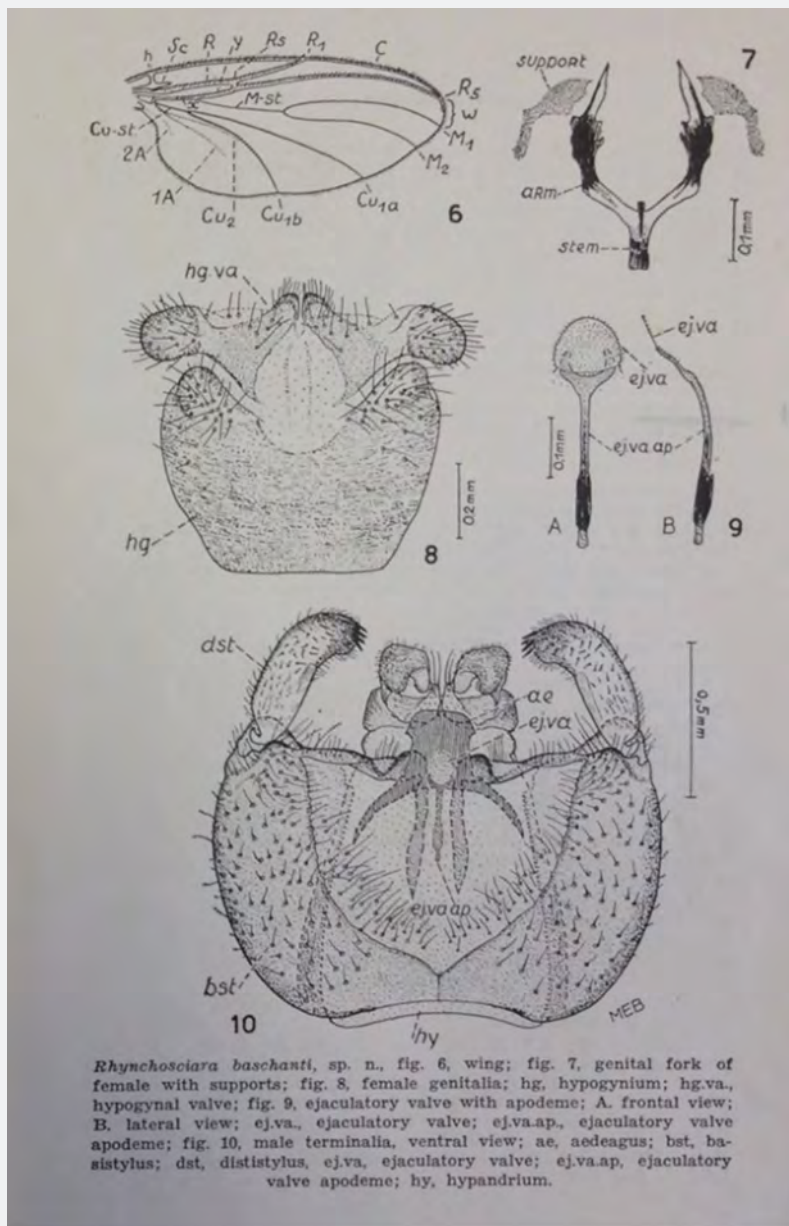 h Sc R y Rs R1 C
M-st. Rs
w
Cu-st. M1
2A M2
1A Cu2 Cu1b Cu1a
6
support 7
arm
stem
0,1mm
hg.va
hg
0.2mm
8
ej.va
ej.va
ej.va.ap
0,1mm
A B 9
dst
ae
ej.va
0,5mm
ej.va.ap
bst
10 hy MEB
Rhynchosciara baschanti, sp. n., fig. 6, wing; fig. 7, genital fork of
female with supports; fig. 8, female genitalia; hg, hypogynium; hg.va.,
hypogynal valve; fig. 9, ejaculatory valve with apodeme; A. frontal view;
B. lateral view; ej.va., ejaculatory valve; ej.va.ap., ejaculatory valve
apodeme; fig. 10, male terminalia, ventral view; ae, aedeagus; bst, ba-
sistylus; dst, dististylus, ej.va, ejaculatory valve; ej.va.ap, ejaculatory
valve apodeme; hy, hypandrium.